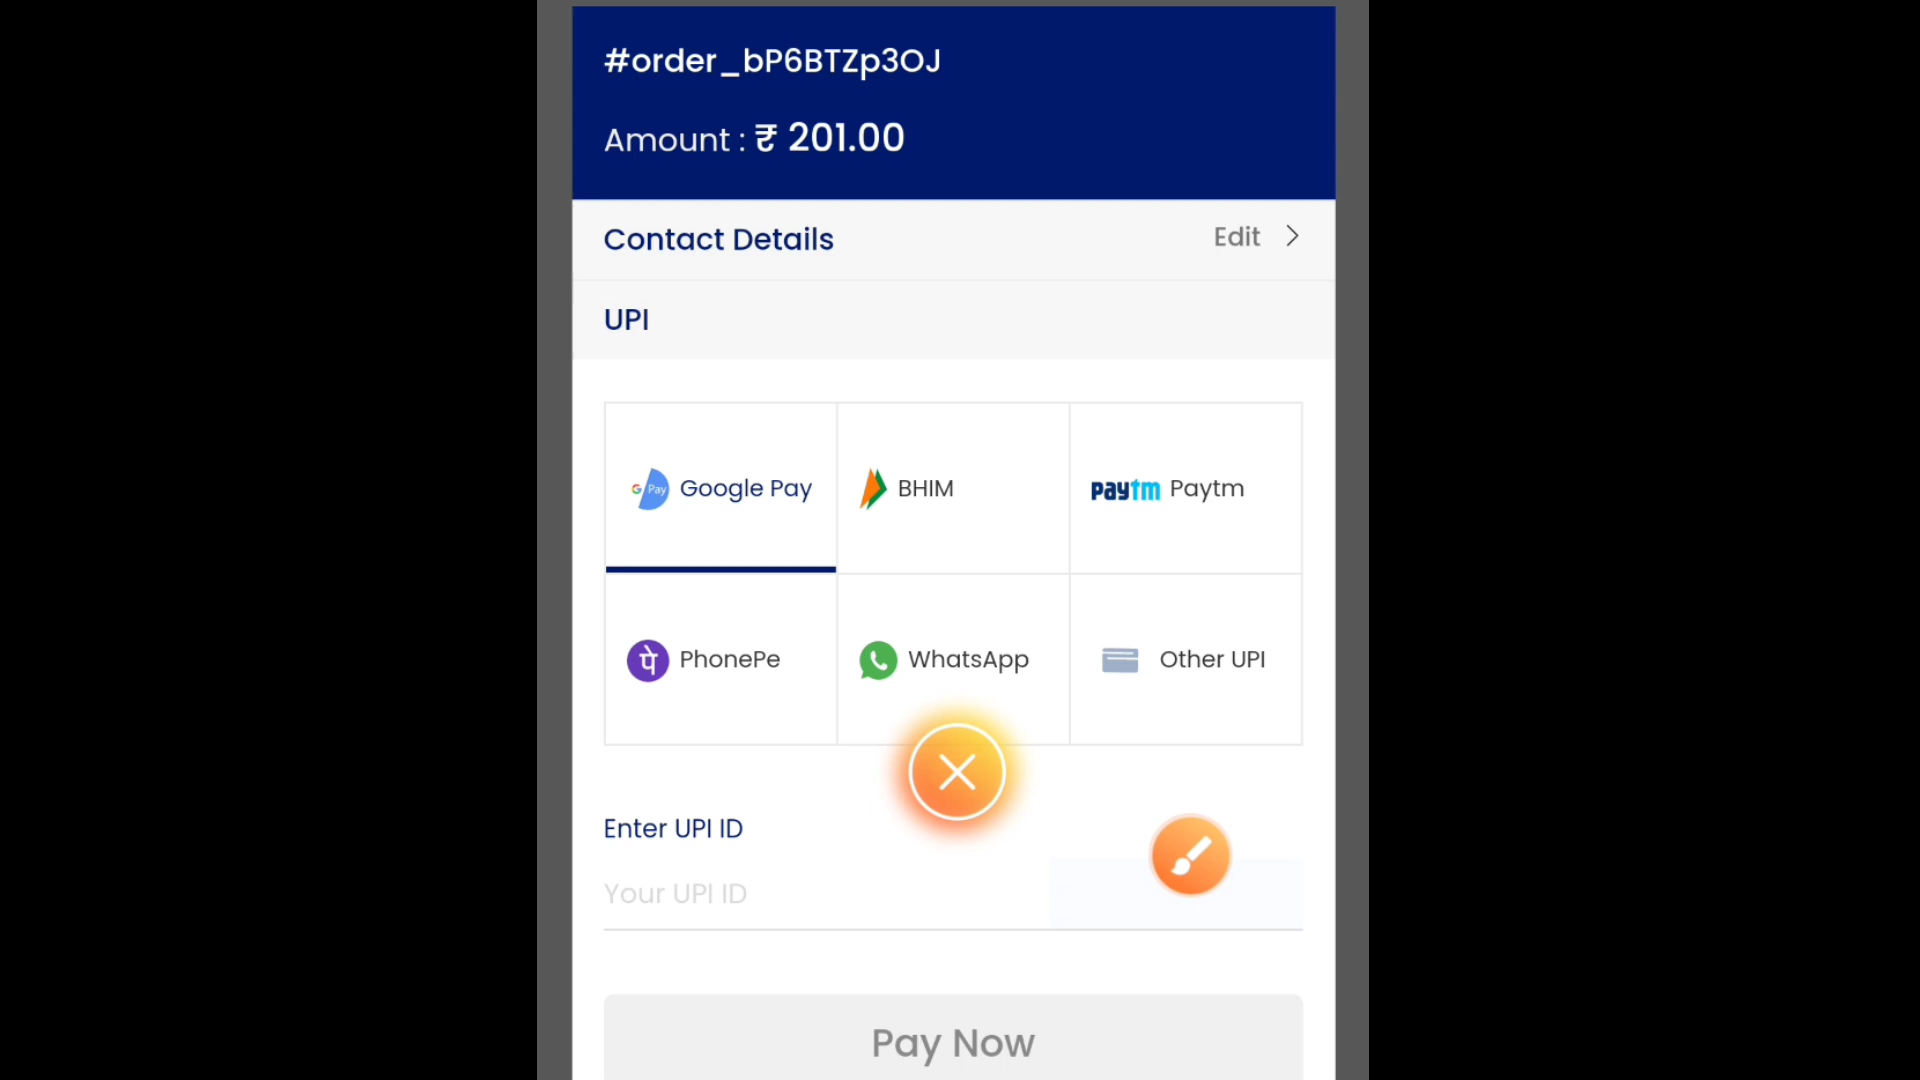 #order_bP6BTZp3OJ
Amount : ₹ 201.00
Contact Details Edit
UPI
G Pay Google Pay
BHIM
paytm Paytm
पे PhonePe
WhatsApp
Other UPI
Enter UPI ID
Your UPI ID
Pay Now